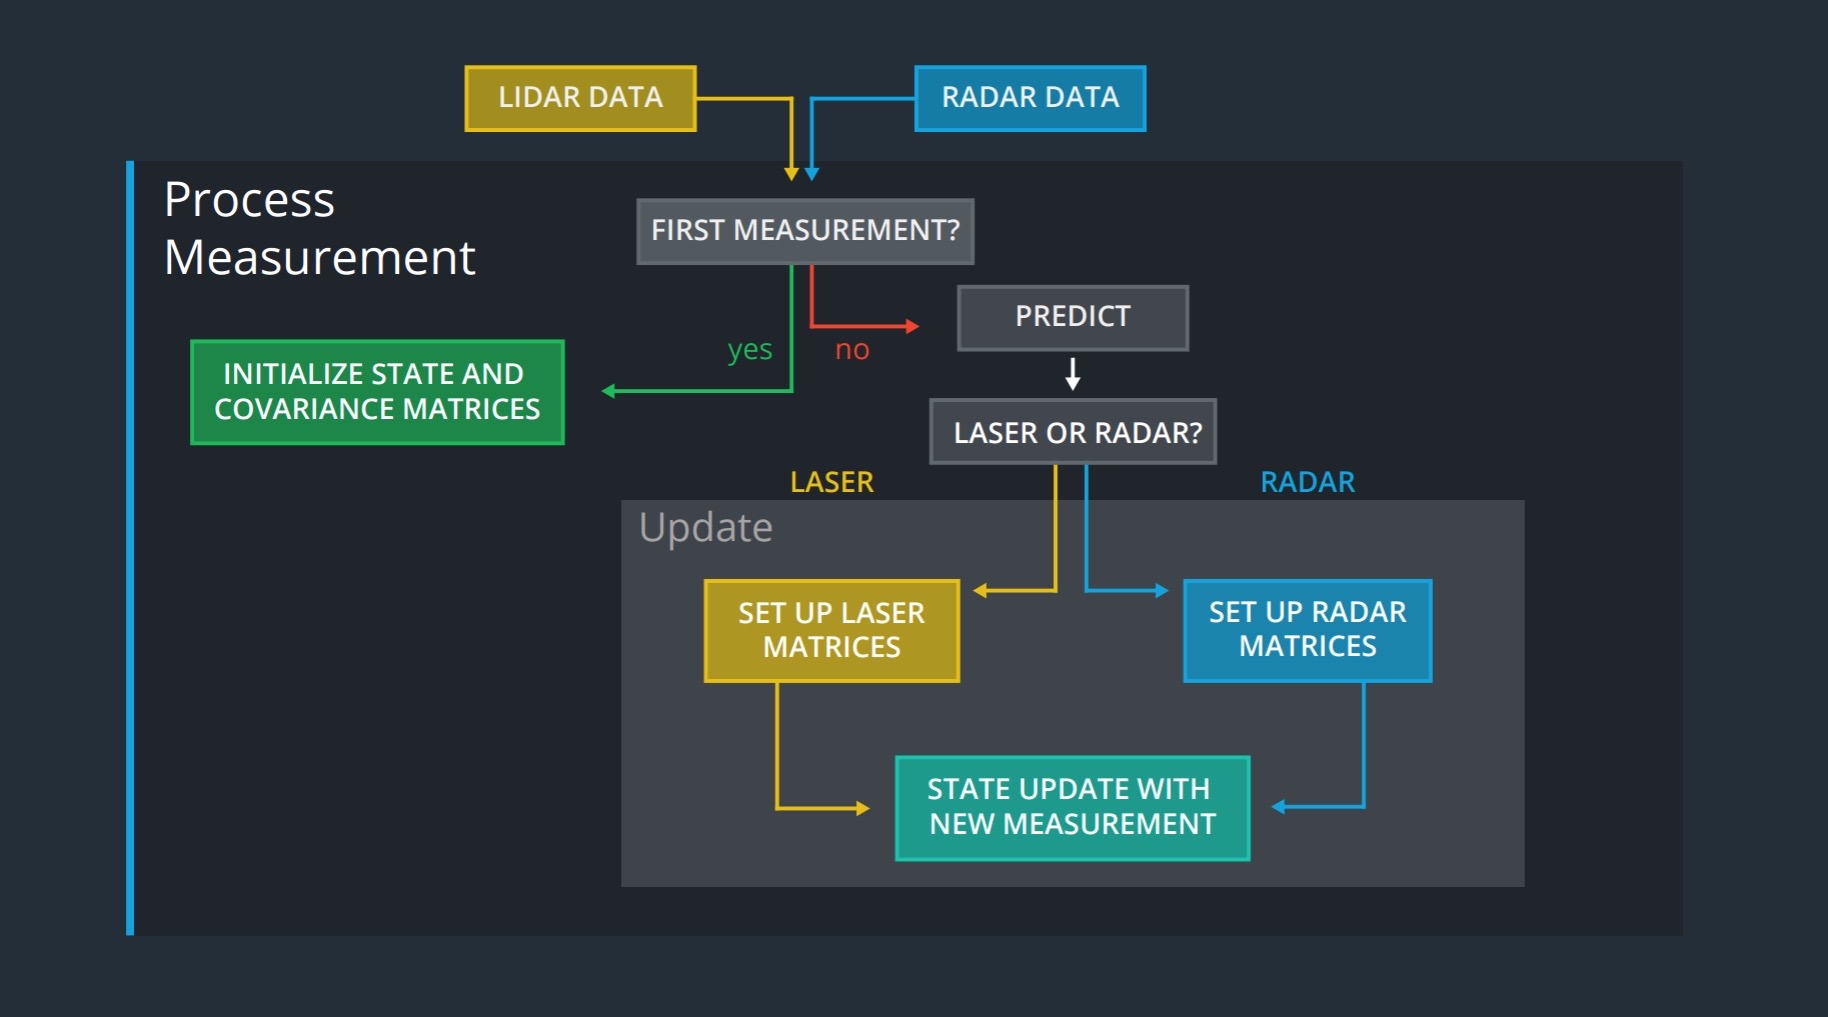 LIDAR DATA
RADAR DATA
Process
Measurement
FIRST MEASUREMENT?
PREDICT
yes
no
INITIALIZE STATE AND
COVARIANCE MATRICES
LASER OR RADAR?
LASER
RADAR
Update
SET UP LASER
MATRICES
SET UP RADAR
MATRICES
STATE UPDATE WITH
NEW MEASUREMENT